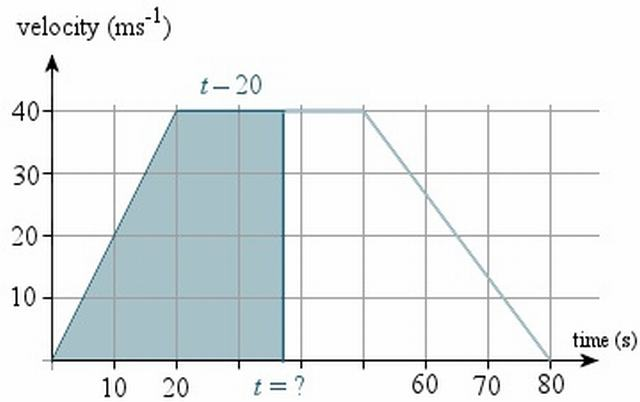 velocity (ms⁻¹)
t – 20
40
30
20
10
time (s)
10 20 t = ? 60 70 80